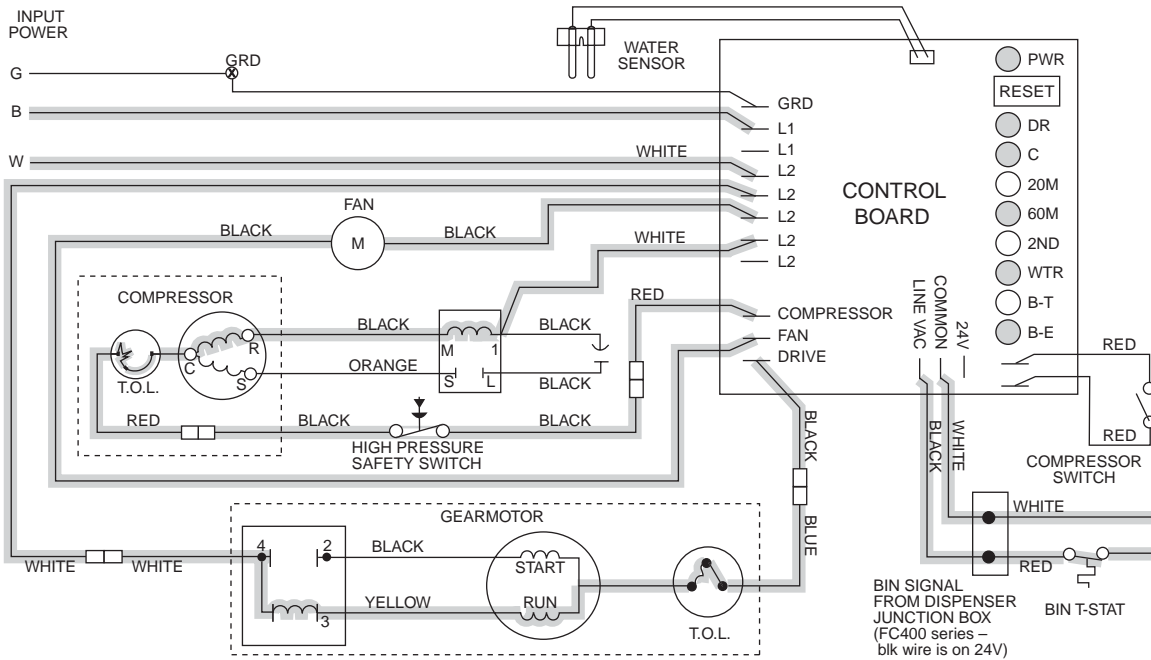 INPUT
POWER
G
GRD
B
W
WHITE
WATER
SENSOR
GRD
L1
L1
L2
L2
L2
L2
L2
CONTROL
BOARD
PWR
RESET
DR
C
20M
60M
2ND
WTR
B-T
B-E
FAN
M
BLACK
BLACK
WHITE
COMPRESSOR
T.O.L.
C
R
S
BLACK
ORANGE
M
1
S
L
BLACK
BLACK
RED
RED
BLACK
BLACK
HIGH PRESSURE
SAFETY SWITCH
COMPRESSOR
FAN
DRIVE
LINE VAC
COMMON
24V
RED
RED
COMPRESSOR
SWITCH
BLACK
WHITE
BLACK
BLUE
WHITE
RED
BIN T-STAT
BIN SIGNAL
FROM DISPENSER
JUNCTION BOX
(FC400 series –
blk wire is on 24V)
GEARMOTOR
WHITE
WHITE
4
2
3
BLACK
YELLOW
START
RUN
T.O.L.